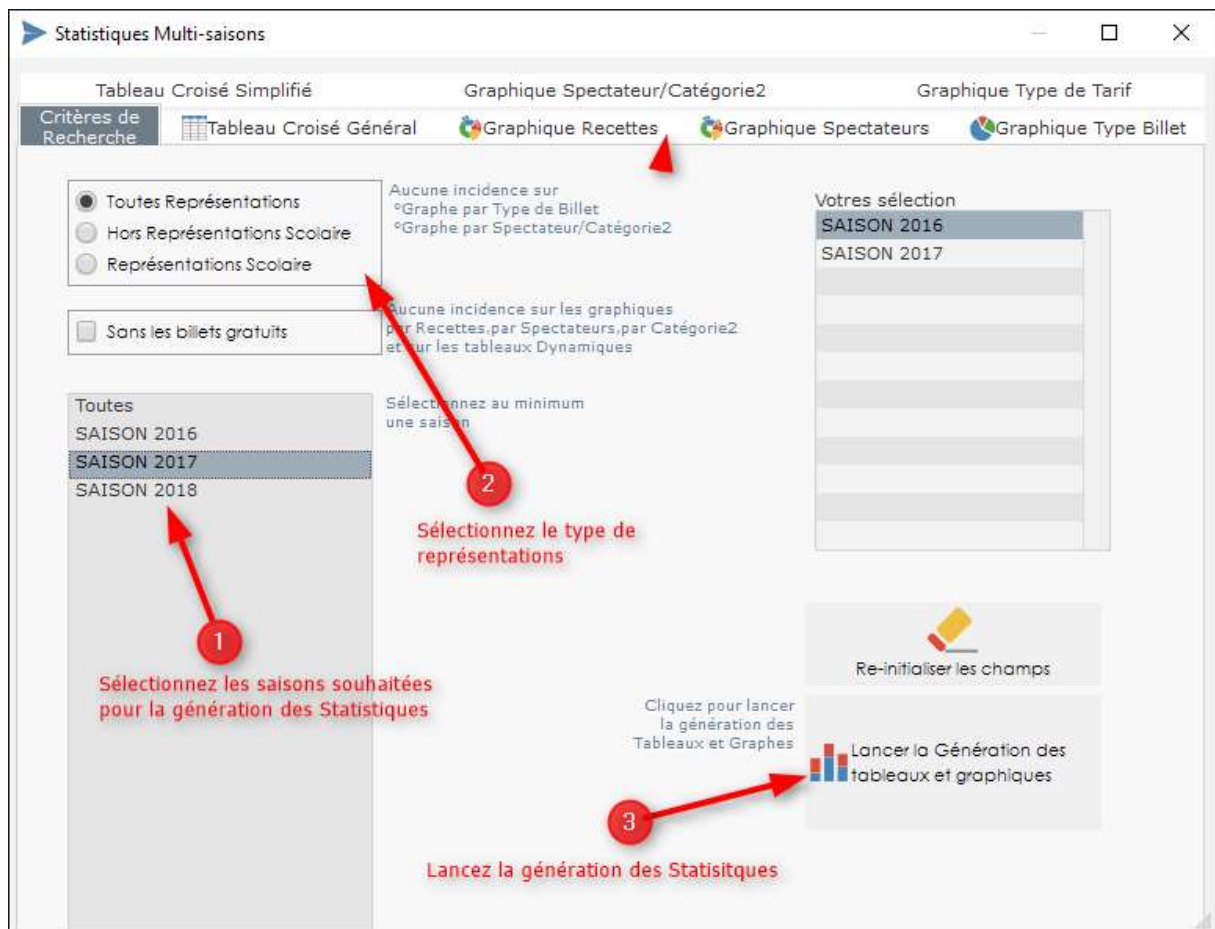 Statistiques Multi-saisons
Tableau Croisé Simplifié
Graphique Spectateur/Catégorie2
Graphique Type de Tarif
Critères de
Recherche
Tableau Croisé Général
Graphique Recettes
Graphique Spectateurs
Graphique Type Billet
Toutes Représentations
Hors Représentations Scolaire
Représentations Scolaire
Aucune incidence sur
°Graphe par Type de Billet
°Graphe par Spectateur/Catégorie2
Sans les billets gratuits
Aucune incidence sur les graphiques
par Recettes,par Spectateurs,par Catégorie2
et sur les tableaux Dynamiques
Toutes
SAISON 2016
SAISON 2017
SAISON 2018
Sélectionnez au minimum
une saison
Votres sélection
SAISON 2016
SAISON 2017
2
Sélectionnez le type de
représentations
1
Sélectionnez les saisons souhaitées
pour la génération des Statistiques
Re-initialiser les champs
Cliquez pour lancer
la génération des
Tableaux et Graphes
Lancer la Génération des
tableaux et graphiques
3
Lancez la génération des Statisitques